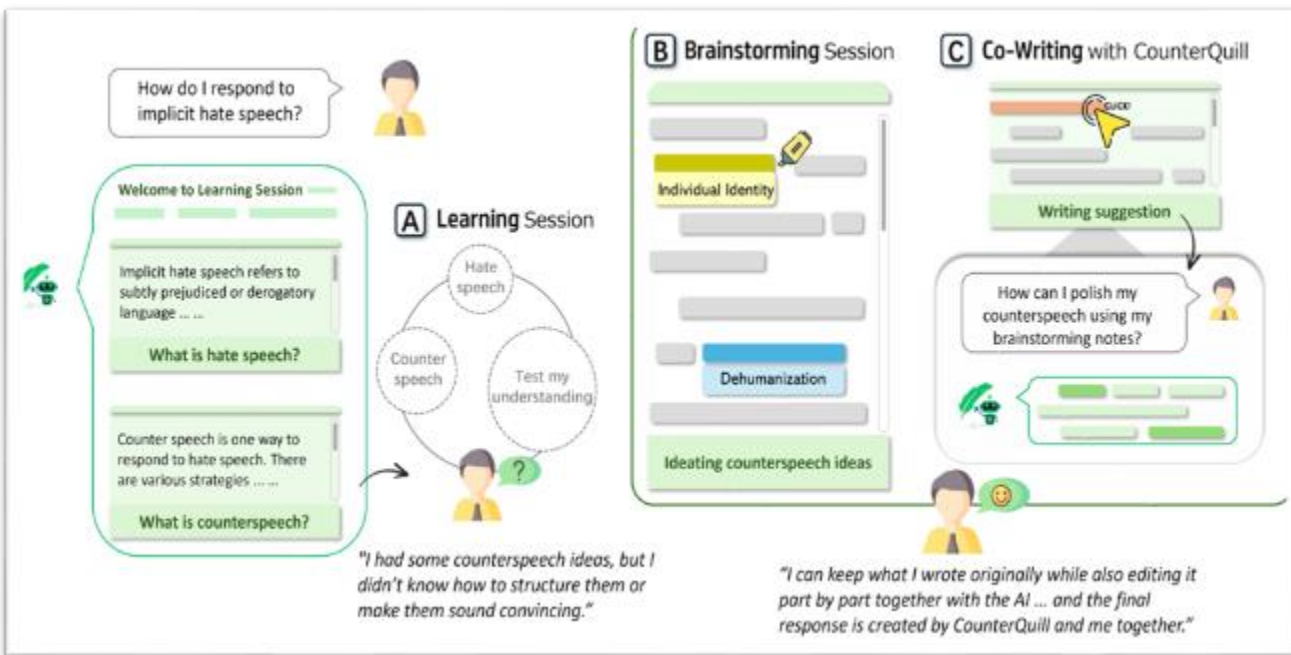 How do I respond to
implicit hate speech?
Welcome to Learning Session
Implicit hate speech refers to
subtly prejudiced or derogatory
language ... ...
What is hate speech?
Counter speech is one way to
respond to hate speech. There
are various strategies ... ...
What is counterspeech?
A Learning Session
Hate
speech
Counter
speech
Test my
understanding
?
"I had some counterspeech ideas, but I
didn't know how to structure them or
make them sound convincing."
B Brainstorming Session
Individual Identity
Dehumanization
Ideating counterspeech ideas
C Co-Writing with CounterQuill
Writing suggestion
How can I polish my
counterspeech using my
brainstorming notes?
"I can keep what I wrote originally while also editing it
part by part together with the AI ... and the final
response is created by CounterQuill and me together."